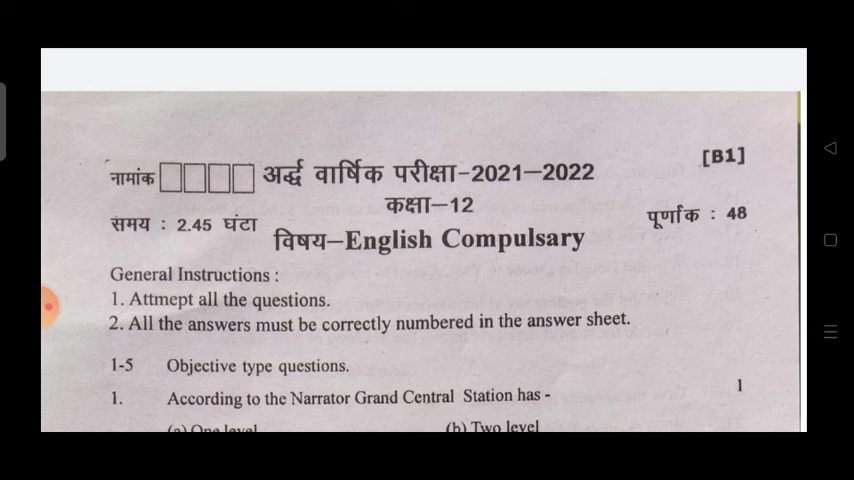 [B1]
नामांक अर्द्ध वार्षिक परीक्षा-2021-2022
कक्षा-12
समय : 2.45 घंटा पूर्णांक : 48
विषय-English Compulsary
General Instructions :
1. Attmept all the questions.
2. All the answers must be correctly numbered in the answer sheet.
1-5 Objective type questions.
1. According to the Narrator Grand Central Station has - 1
(a) One level (b) Two level